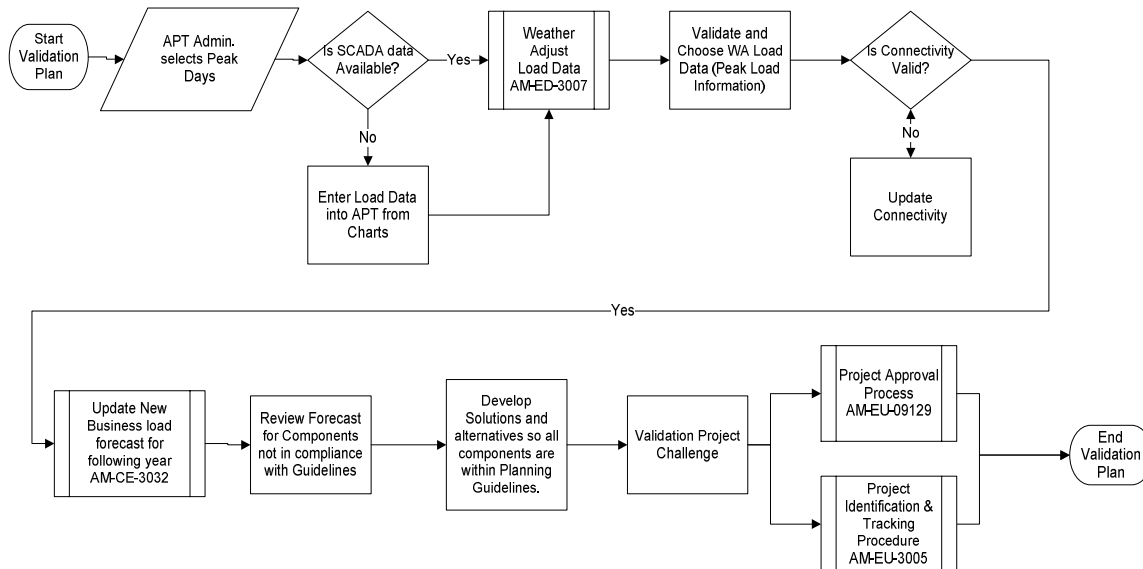 Start
Validation
Plan
APT Admin.
selects Peak
Days
Is SCADA data
Available?
Yes
No
Enter Load Data
into APT from
Charts
Weather
Adjust
Load Data
AM-ED-3007
Validate and
Choose WA Load
Data (Peak Load
Information)
Is Connectivity
Valid?
No
Update
Connectivity
Yes
Update New
Business load
forecast for
following year
AM-CE-3032
Review Forecast
for Components
not in compliance
with Guidelines
Develop
Solutions and
alternatives so all
components are
within Planning
Guidelines.
Validation Project
Challenge
Project Approval
Process
AM-EU-09129
Project
Identification &
Tracking
Procedure
AM-EU-3005
End
Validation
Plan